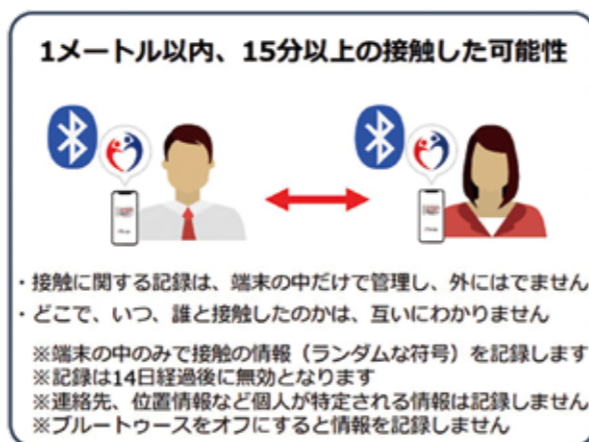 1メートル以内、15分以上の接触した可能性
・接触に関する記録は、端末の中だけで管理し、外にはでません
・どこで、いつ、誰と接触したのかは、互いにわかりません
※端末の中のみで接触の情報（ランダムな符号）を記録します
※記録は14日経過後に無効となります
※連絡先、位置情報など個人が特定される情報は記録しません
※ブルートゥースをオフにすると情報を記録しません